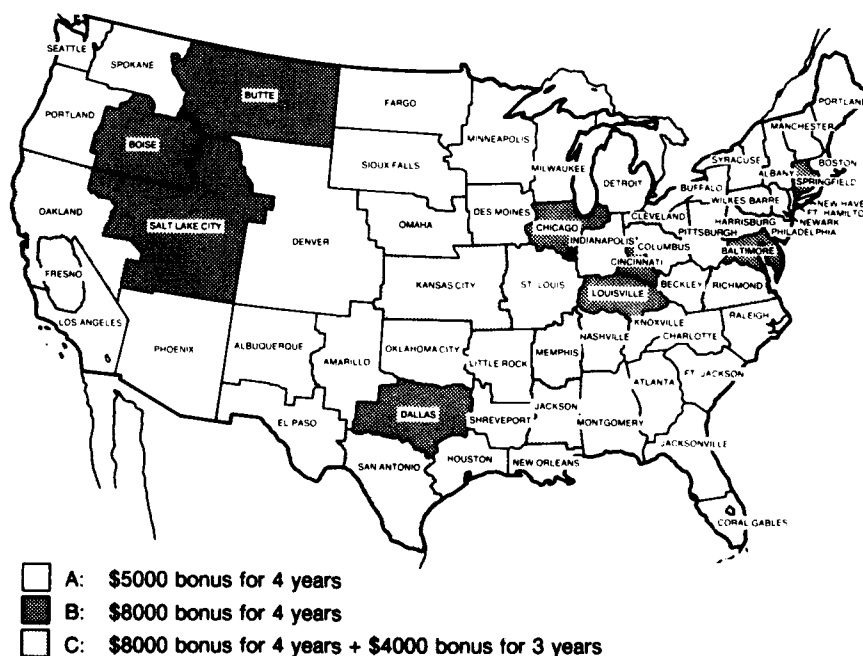 SEATTLE
SPOKANE
BUTTE
FARGO
PORTLAND
BOISE
MINNEAPOLIS
SIOUX FALLS
MILWAUKEE
DETROIT
SYRACUSE
MANCHESTER
PORTLAND
ALBANY
BOSTON
SPRINGFIELD
BUFFALO
WILKES BARRE
NEW HAVEN
FT. HAMILTON
NEWARK
HARRISBURG
PHILADELPHIA
PITTSBURGH
BALTIMORE
OAKLAND
SALT LAKE CITY
DENVER
OMAHA
DES MOINES
CHICAGO
CLEVELAND
INDIANAPOLIS
COLUMBUS
CINCINNATI
FRESNO
KANSAS CITY
ST. LOUIS
LOUISVILLE
BECKLEY
RICHMOND
LOS ANGELES
PHOENIX
ALBUQUERQUE
AMARILLO
OKLAHOMA CITY
LITTLE ROCK
MEMPHIS
NASHVILLE
KNOXVILLE
CHARLOTTE
RALEIGH
EL PASO
DALLAS
SHREVEPORT
JACKSON
MONTGOMERY
ATLANTA
FT. JACKSON
SAN ANTONIO
HOUSTON
NEW ORLEANS
JACKSONVILLE
CORAL GABLES
A: $5000 bonus for 4 years
B: $8000 bonus for 4 years
C: $8000 bonus for 4 years + $4000 bonus for 3 years